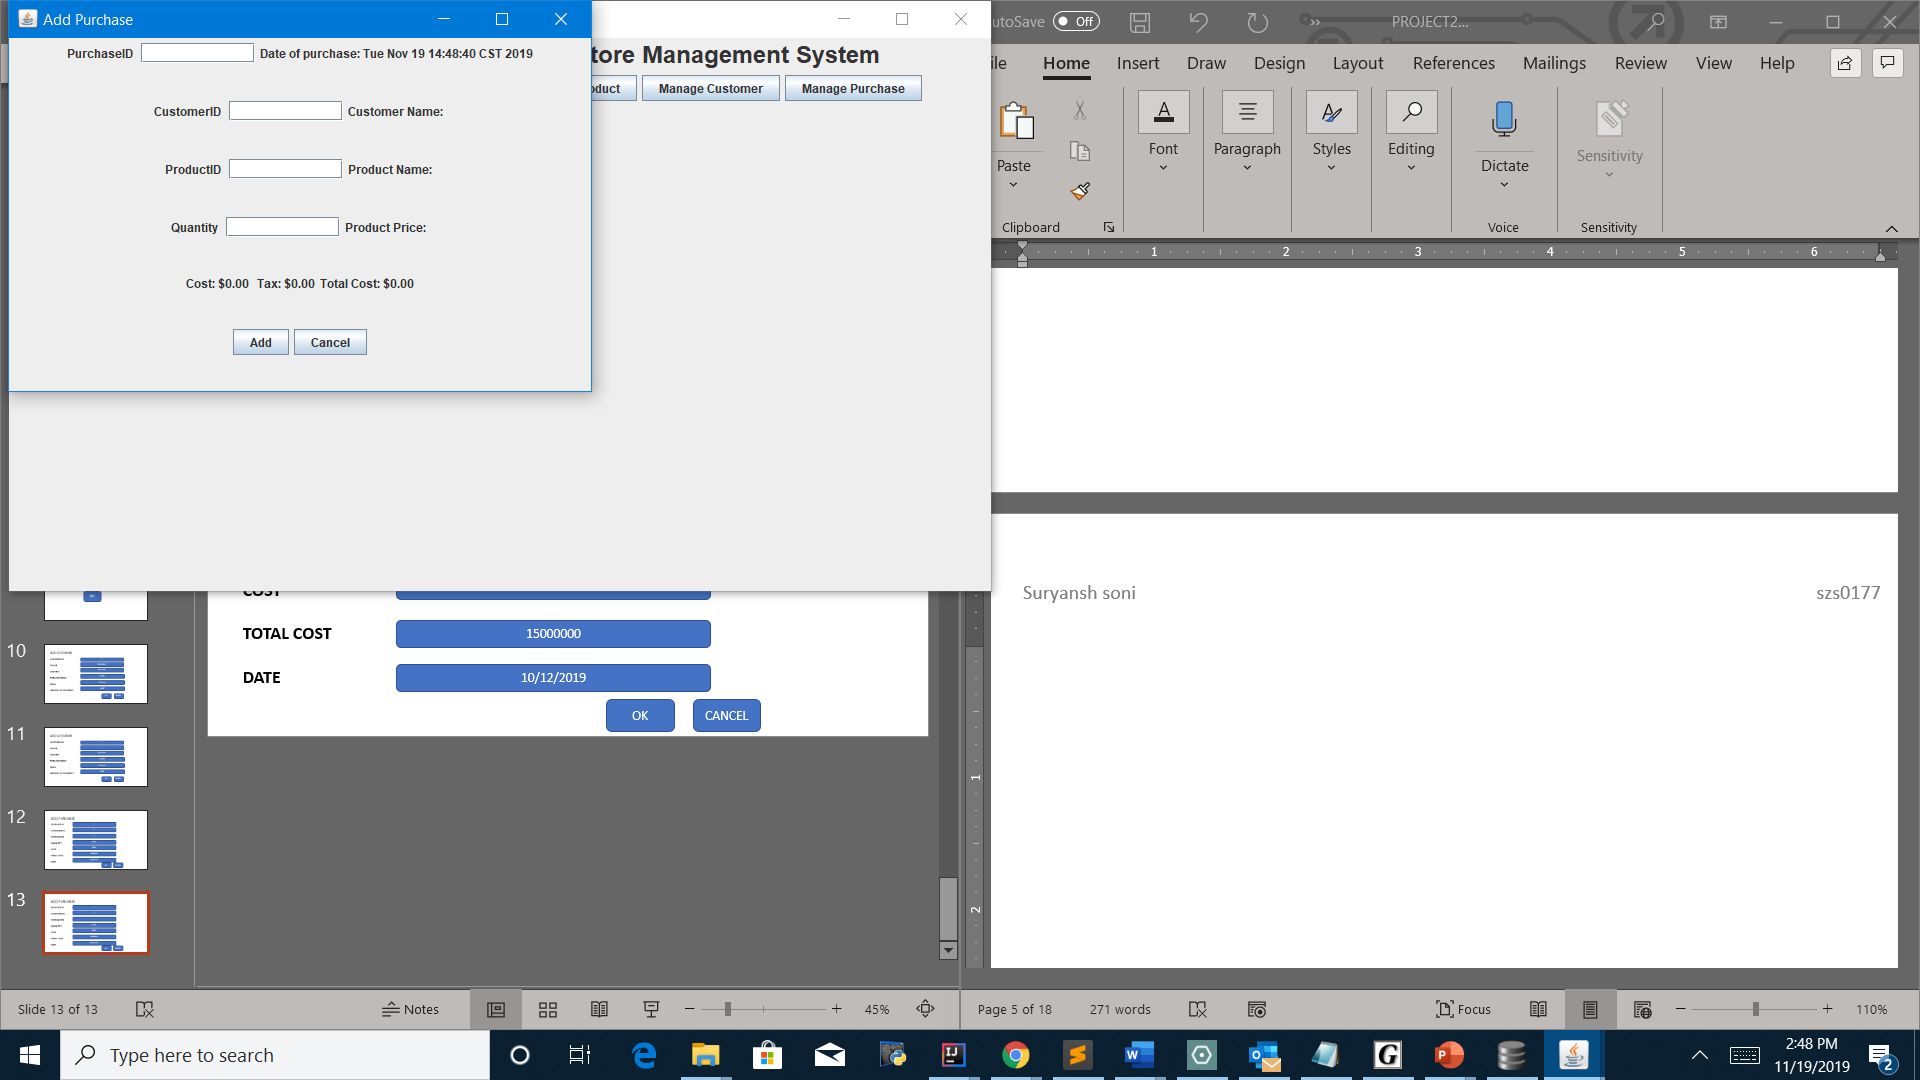 Add Purchase
PurchaseID Date of purchase: Tue Nov 19 14:48:40 CST 2019
CustomerID Customer Name:
ProductID Product Name:
Quantity Product Price:
Cost: $0.00 Tax: $0.00 Total Cost: $0.00
Add Cancel
tore Management System
oduct Manage Customer Manage Purchase
utoSave Off PROJECT2...
ile Home Insert Draw Design Layout References Mailings Review View Help
Paste Font Paragraph Styles Editing Dictate Sensitivity
Clipboard Voice Sensitivity
1 2 3 4 5 6
Suryansh soni szs0177
1
2
COST
TOTAL COST 15000000
DATE 10/12/2019
OK CANCEL
10
11
12
13
Slide 13 of 13 Notes 45%
Page 5 of 18 271 words Focus 110%
Type here to search
2:48 PM
11/19/2019
2